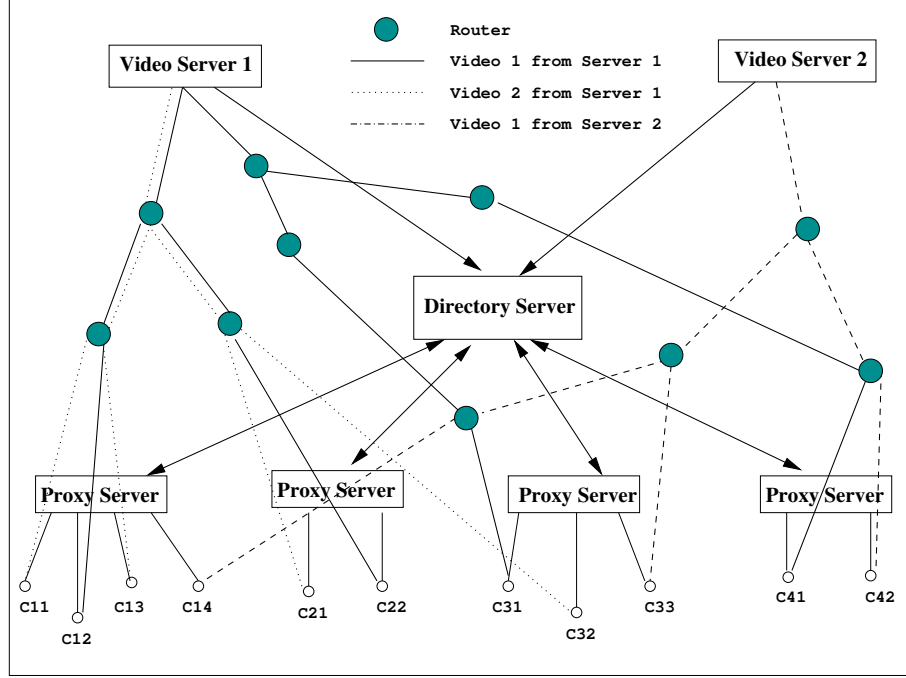 Router
Video Server 1
Video Server 2
Video 1 from Server 1
Video 2 from Server 1
Video 1 from Server 2
Directory Server
Proxy Server
Proxy Server
Proxy Server
Proxy Server
C11
C12
C13
C14
C21
C22
C31
C32
C33
C41
C42